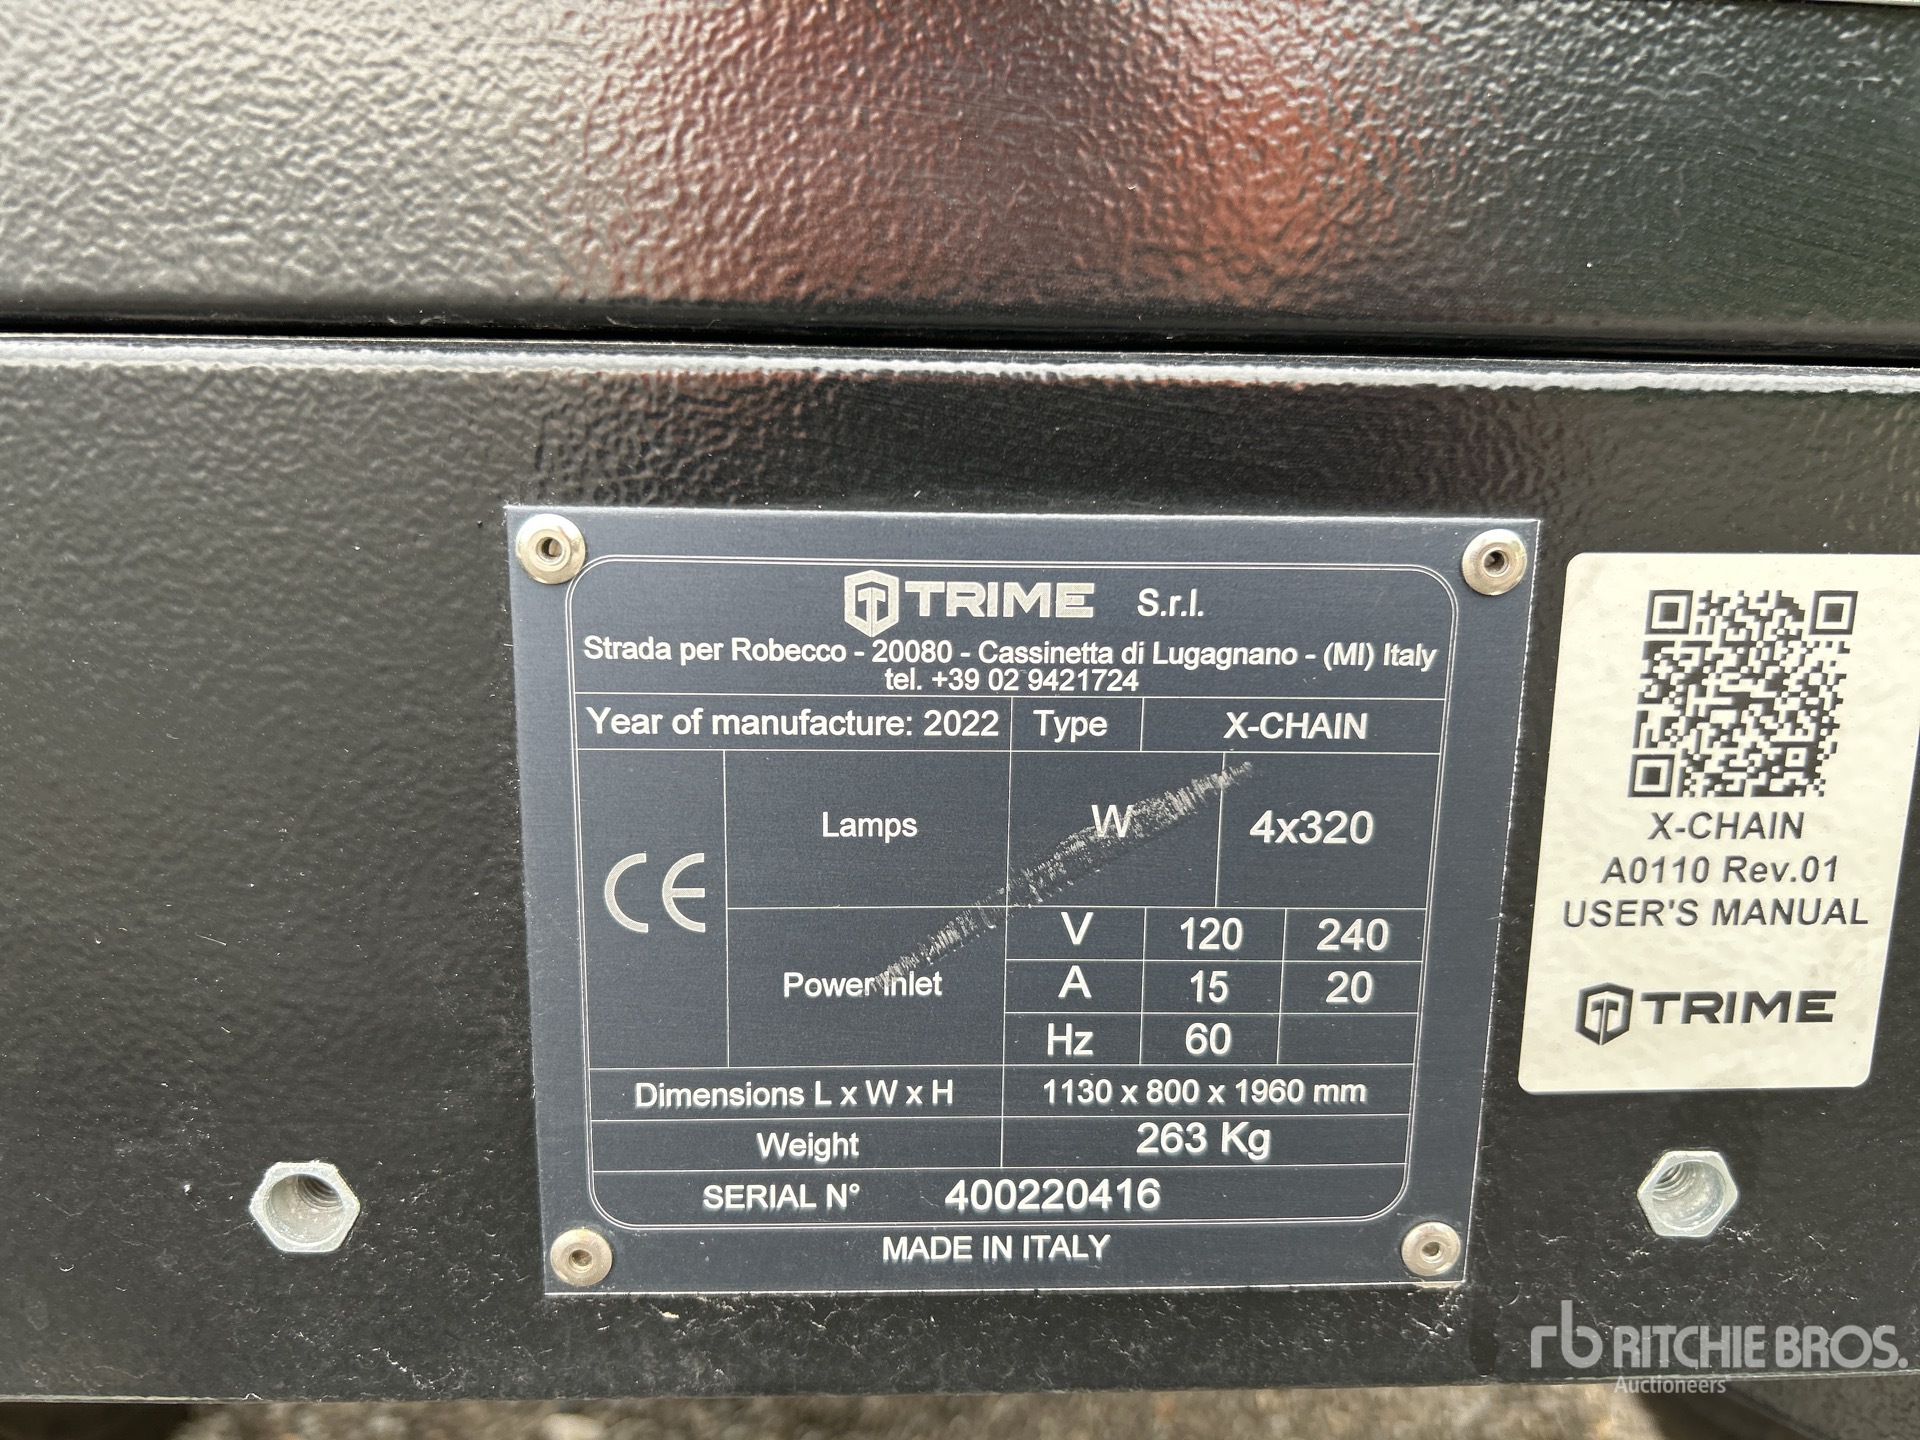 TRIME S.r.l.
Strada per Robecco - 20080 - Cassinetta di Lugagnano - (MI) Italy
tel. +39 02 9421724
Year of manufacture: 2022 Type X-CHAIN
CE
Lamps W 4x320
Power inlet
V 120 240
A 15 20
Hz 60
Dimensions L x W x H 1130 x 800 x 1960 mm
Weight 263 Kg
SERIAL N° 400220416
MADE IN ITALY
X-CHAIN
A0110 Rev.01
USER'S MANUAL
TRIME
rb RITCHIE BROS.
Auctioneers